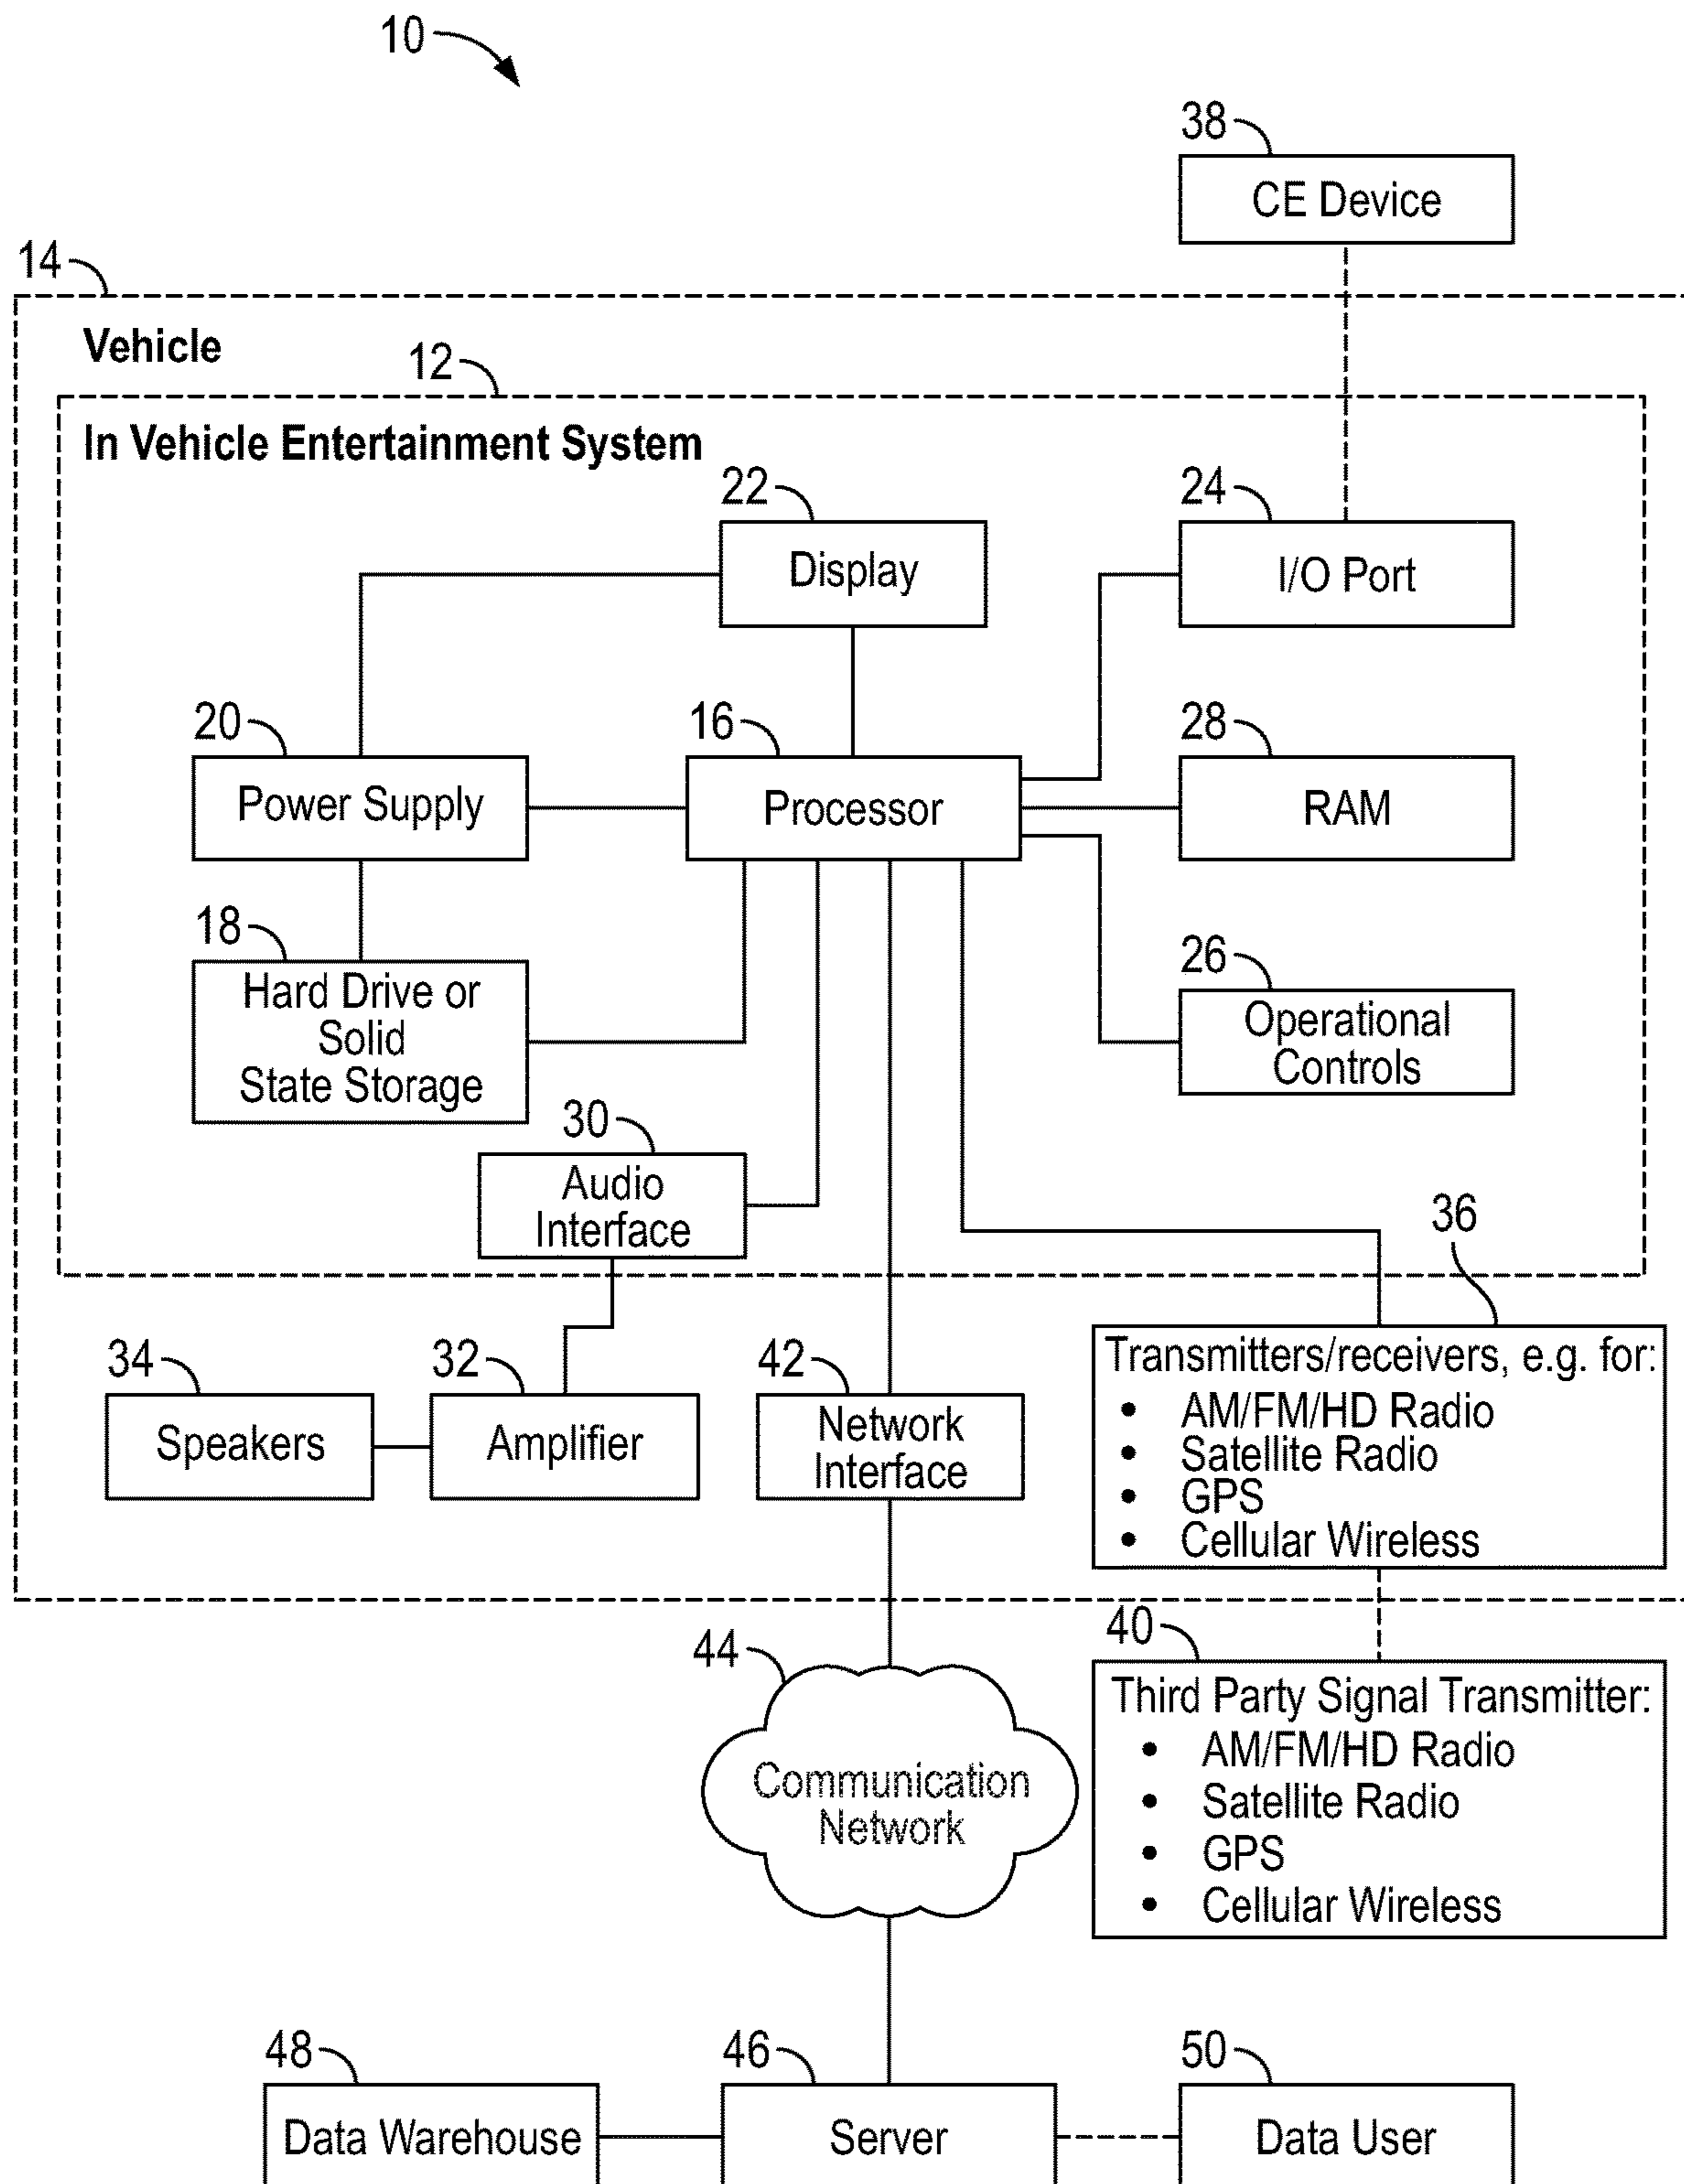 10
38
CE Device
14
Vehicle
12
In Vehicle Entertainment System
22
Display
24
I/O Port
20
Power Supply
16
Processor
28
RAM
18
Hard Drive or
Solid
State Storage
26
Operational
Controls
30
Audio
Interface
36
Transmitters/receivers, e.g. for:
• AM/FM/HD Radio
• Satellite Radio
• GPS
• Cellular Wireless
34
Speakers
32
Amplifier
42
Network
Interface
44
Communication
Network
40
Third Party Signal Transmitter:
• AM/FM/HD Radio
• Satellite Radio
• GPS
• Cellular Wireless
48
Data Warehouse
46
Server
50
Data User